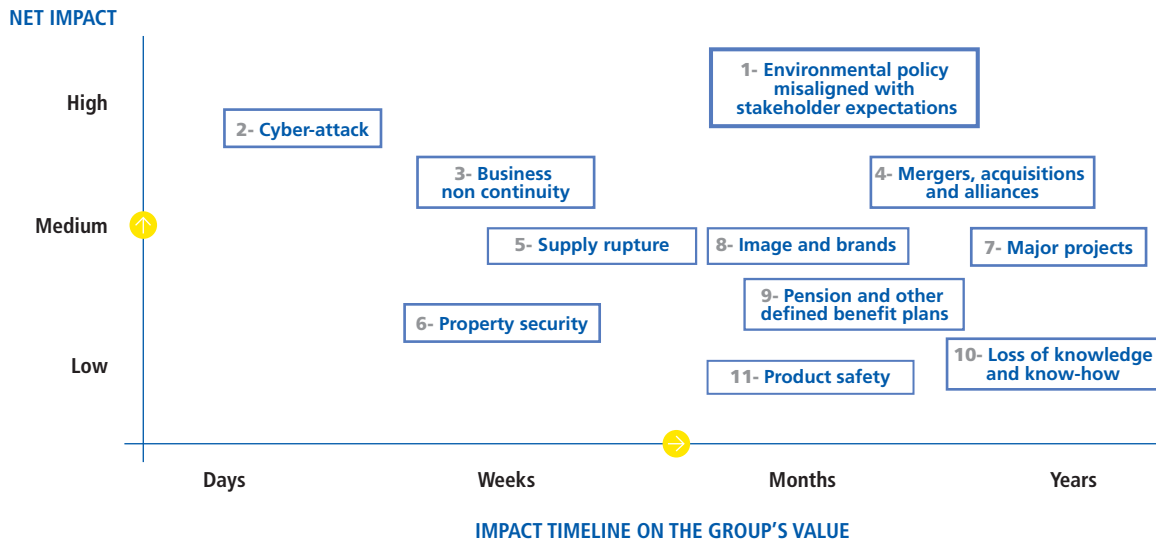 NET IMPACT
High
1- Environmental policy
misaligned with
stakeholder expectations
2- Cyber-attack
3- Business
non continuity
4- Mergers, acquisitions
and alliances
Medium
5- Supply rupture
8- Image and brands
7- Major projects
9- Pension and other
defined benefit plans
6- Property security
Low
10- Loss of knowledge
and know-how
11- Product safety
Days
Weeks
Months
Years
IMPACT TIMELINE ON THE GROUP’S VALUE